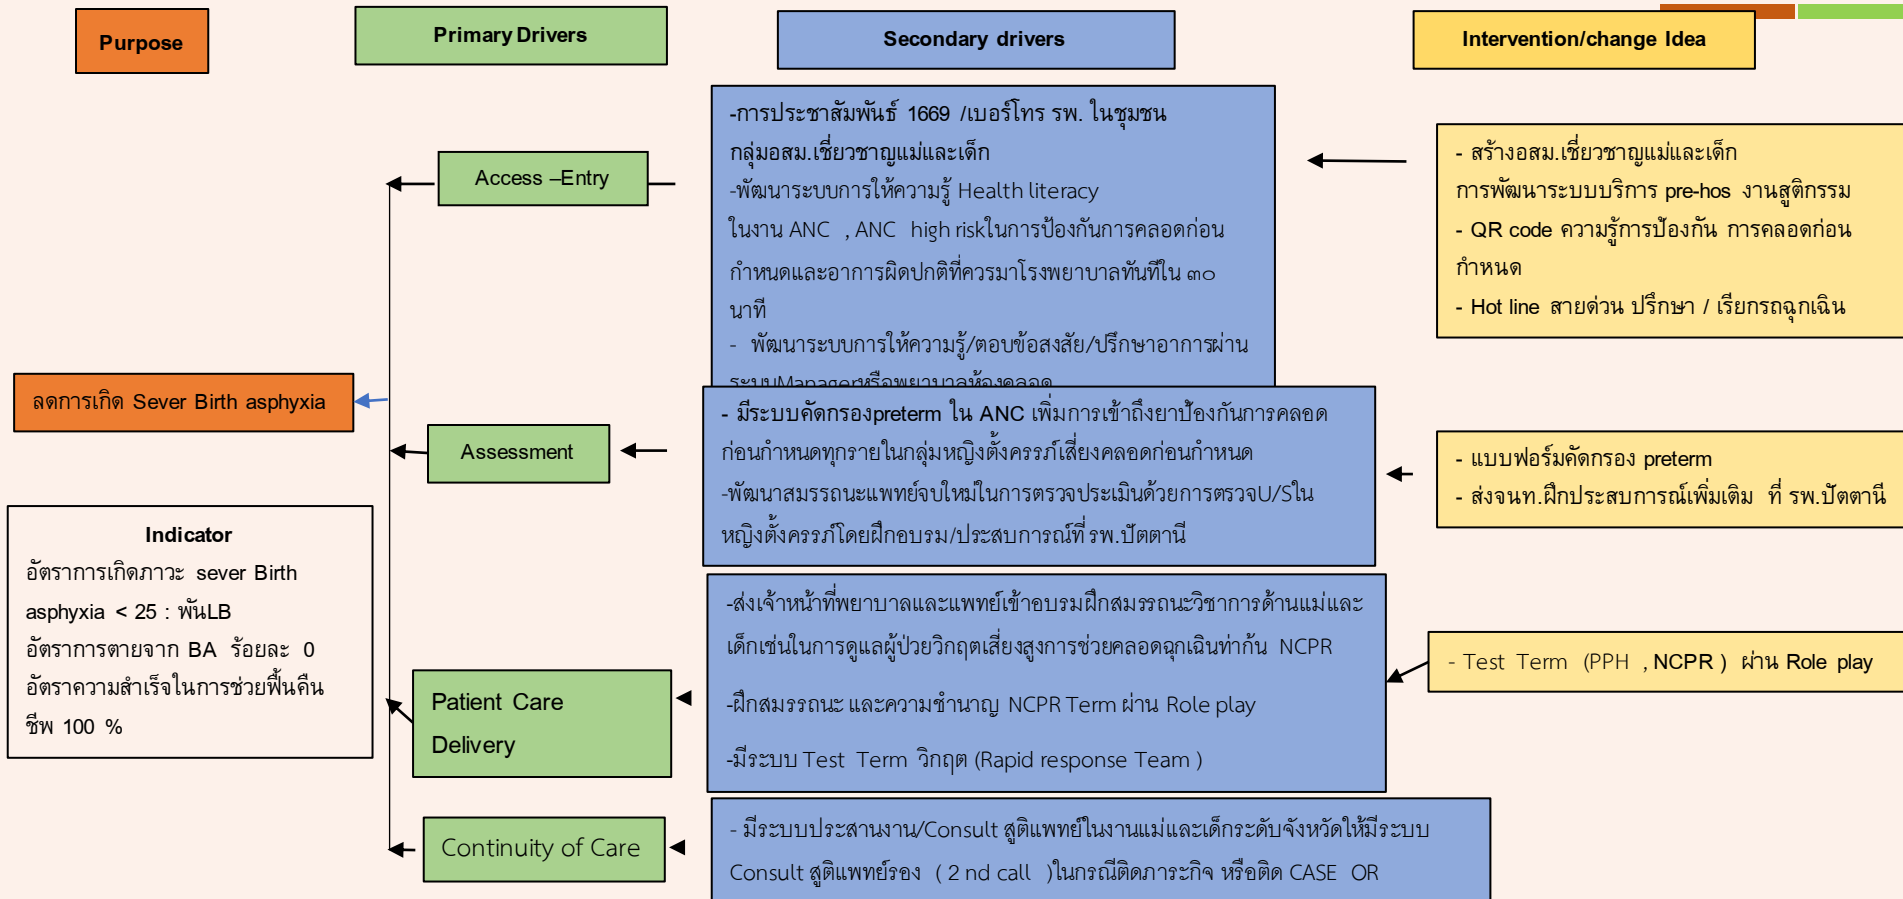 Purpose
Primary Drivers
Secondary drivers
Intervention/change Idea
Access –Entry
-การประชาสัมพันธ์ 1669 /เบอร์โทร รพ. ในชุมชน
กลุ่มอสม.เชี่ยวชาญแม่และเด็ก
-พัฒนาระบบการให้ความรู้ Health literacy
ในงาน ANC , ANC high riskในการป้องกันการคลอดก่อน
กำหนดและอาการผิดปกติที่ควรมาโรงพยาบาลทันทีใน ๓๐
นาที
- พัฒนาระบบการให้ความรู้/ตอบข้อสงสัย/ปรึกษาอาการผ่าน
ระบบManagerหรือพยาบาลห้องคลอด
- สร้างอสม.เชี่ยวชาญแม่และเด็ก
การพัฒนาระบบบริการ pre-hos งานสูติกรรม
- QR code ความรู้การป้องกัน การคลอดก่อน
กำหนด
- Hot line สายด่วน ปรึกษา / เรียกรถฉุกเฉิน
ลดการเกิด Sever Birth asphyxia
Assessment
- มีระบบคัดกรองpreterm ใน ANC เพิ่มการเข้าถึงยาป้องกันการคลอด
ก่อนกำหนดทุกรายในกลุ่มหญิงตั้งครรภ์เสี่ยงคลอดก่อนกำหนด
-พัฒนาสมรรถนะแพทย์จบใหม่ในการตรวจประเมินด้วยการตรวจU/Sใน
หญิงตั้งครรภ์โดยฝึกอบรม/ประสบการณ์ที่ รพ.ปัตตานี
- แบบฟอร์มคัดกรอง preterm
- ส่งจนท.ฝึกประสบการณ์เพิ่มเติม ที่ รพ.ปัตตานี
Indicator
อัตราการเกิดภาวะ sever Birth
asphyxia < 25 : พันLB
อัตราการตายจาก BA ร้อยละ 0
อัตราความสำเร็จในการช่วยฟื้นคืน
ชีพ 100 %
Patient Care
Delivery
-ส่งเจ้าหน้าที่พยาบาลและแพทย์เข้าอบรมฝึกสมรรถนะวิชาการด้านแม่และ
เด็กเช่นในการดูแลผู้ป่วยวิกฤตเสี่ยงสูงการช่วยคลอดฉุกเฉินท่าก้น NCPR
-ฝึกสมรรถนะ และความชำนาญ NCPR Term ผ่าน Role play
-มีระบบ Test Term วิกฤต (Rapid response Team )
- Test Term (PPH , NCPR ) ผ่าน Role play
Continuity of Care
- มีระบบประสานงาน/Consult สูติแพทย์ในงานแม่และเด็กระดับจังหวัดให้มีระบบ
Consult สูติแพทย์รอง ( 2 nd call )ในกรณีติดภาระกิจ หรือติด CASE OR